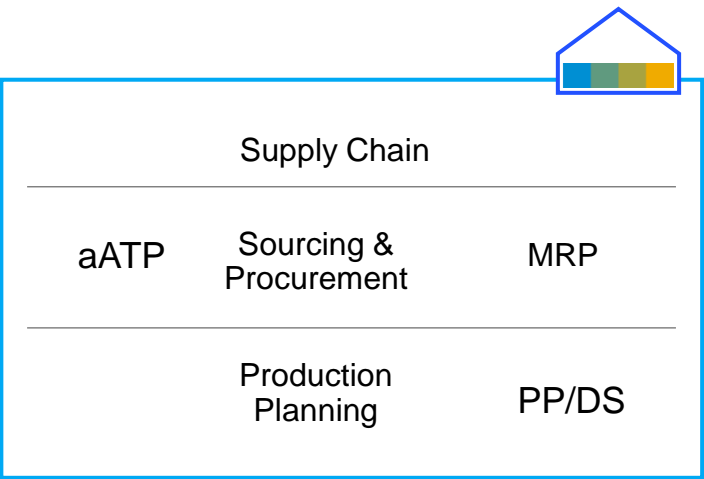 Supply Chain
aATP
Sourcing &
Procurement
MRP
Production
Planning
PP/DS